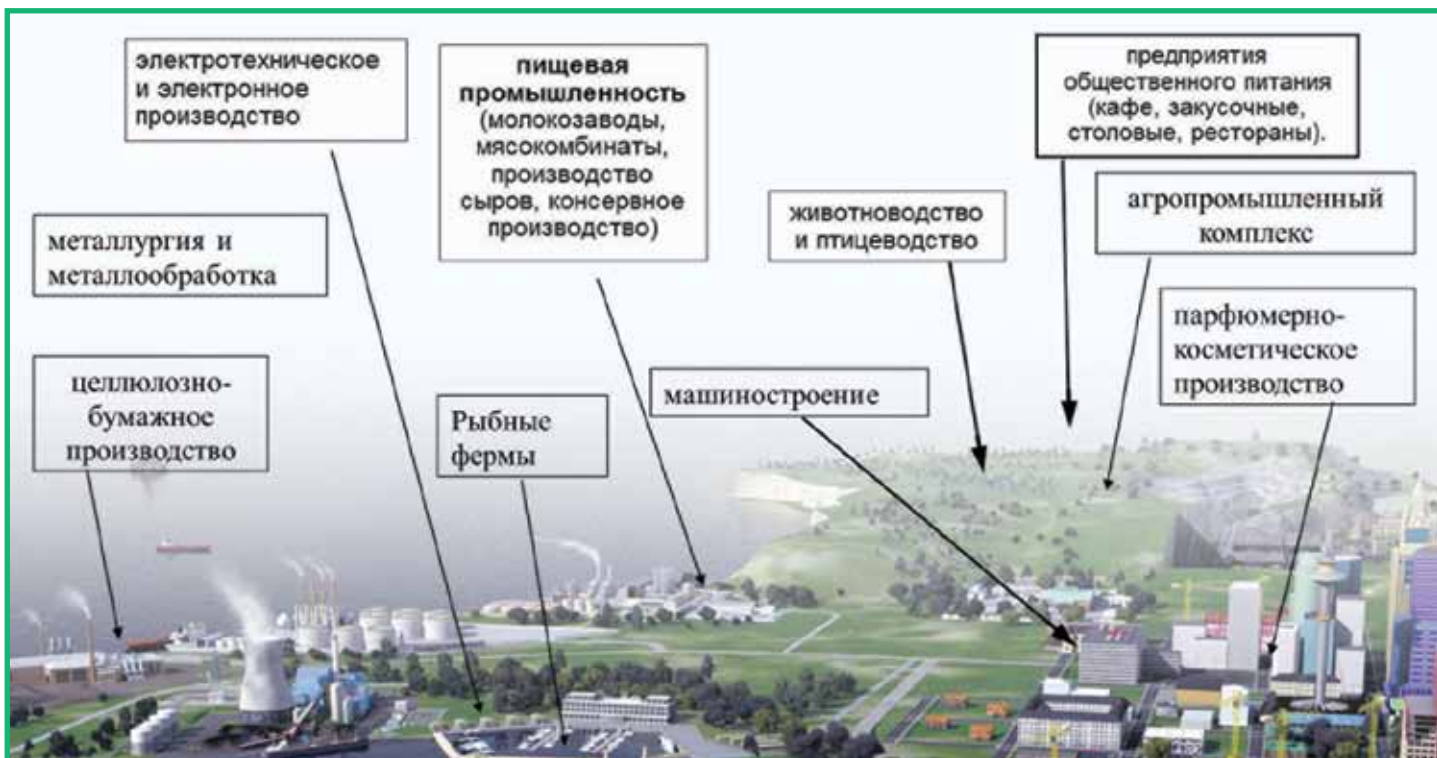 электротехническое
и электронное
производство
пищевая
промышленность
(молокозаводы,
мясокомбинаты,
производство
сыров, консервное
производство)
предприятия
общественного питания
(кафе, закусочные,
столовые, рестораны).
металлургия и
металлообработка
животноводство
и птицеводство
агропромышленный
комплекс
целлюлозно-
бумажное
производство
Рыбные
фермы
машиностроение
парфюмерно-
косметическое
производство